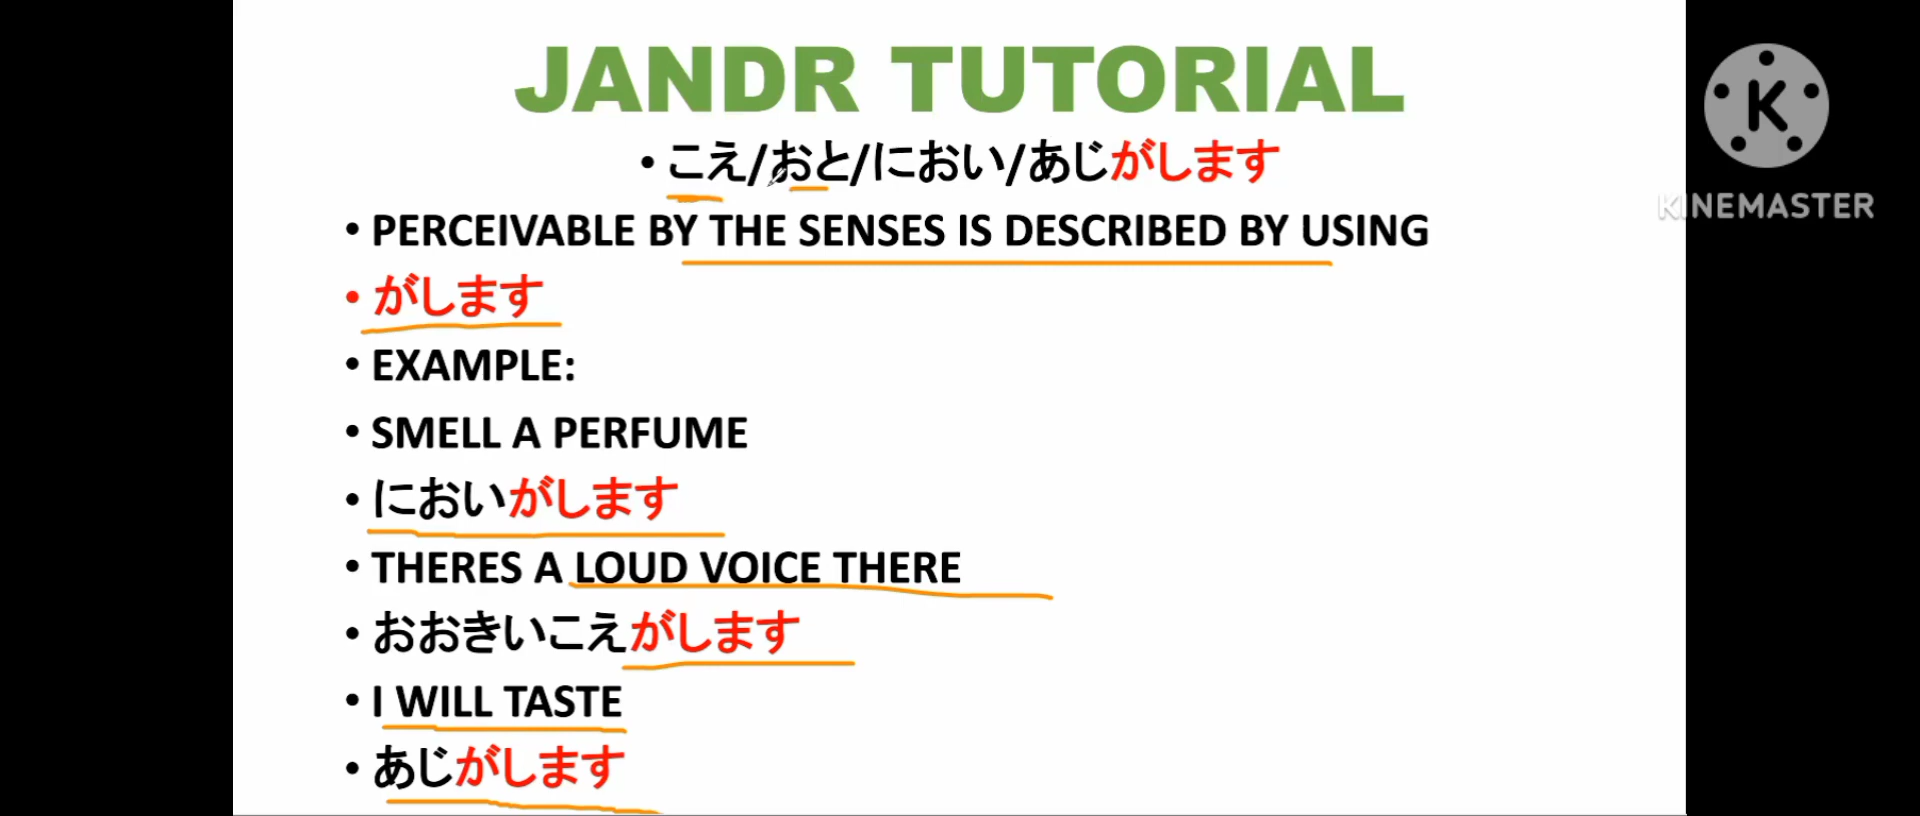 JANDR TUTORIAL
• こえ/おと/におい/あじがします
• PERCEIVABLE BY THE SENSES IS DESCRIBED BY USING
• がします
• EXAMPLE:
• SMELL A PERFUME
• においがします
• THERES A LOUD VOICE THERE
• おおきいこえがします
• I WILL TASTE
• あじがします
K
KINEMASTER